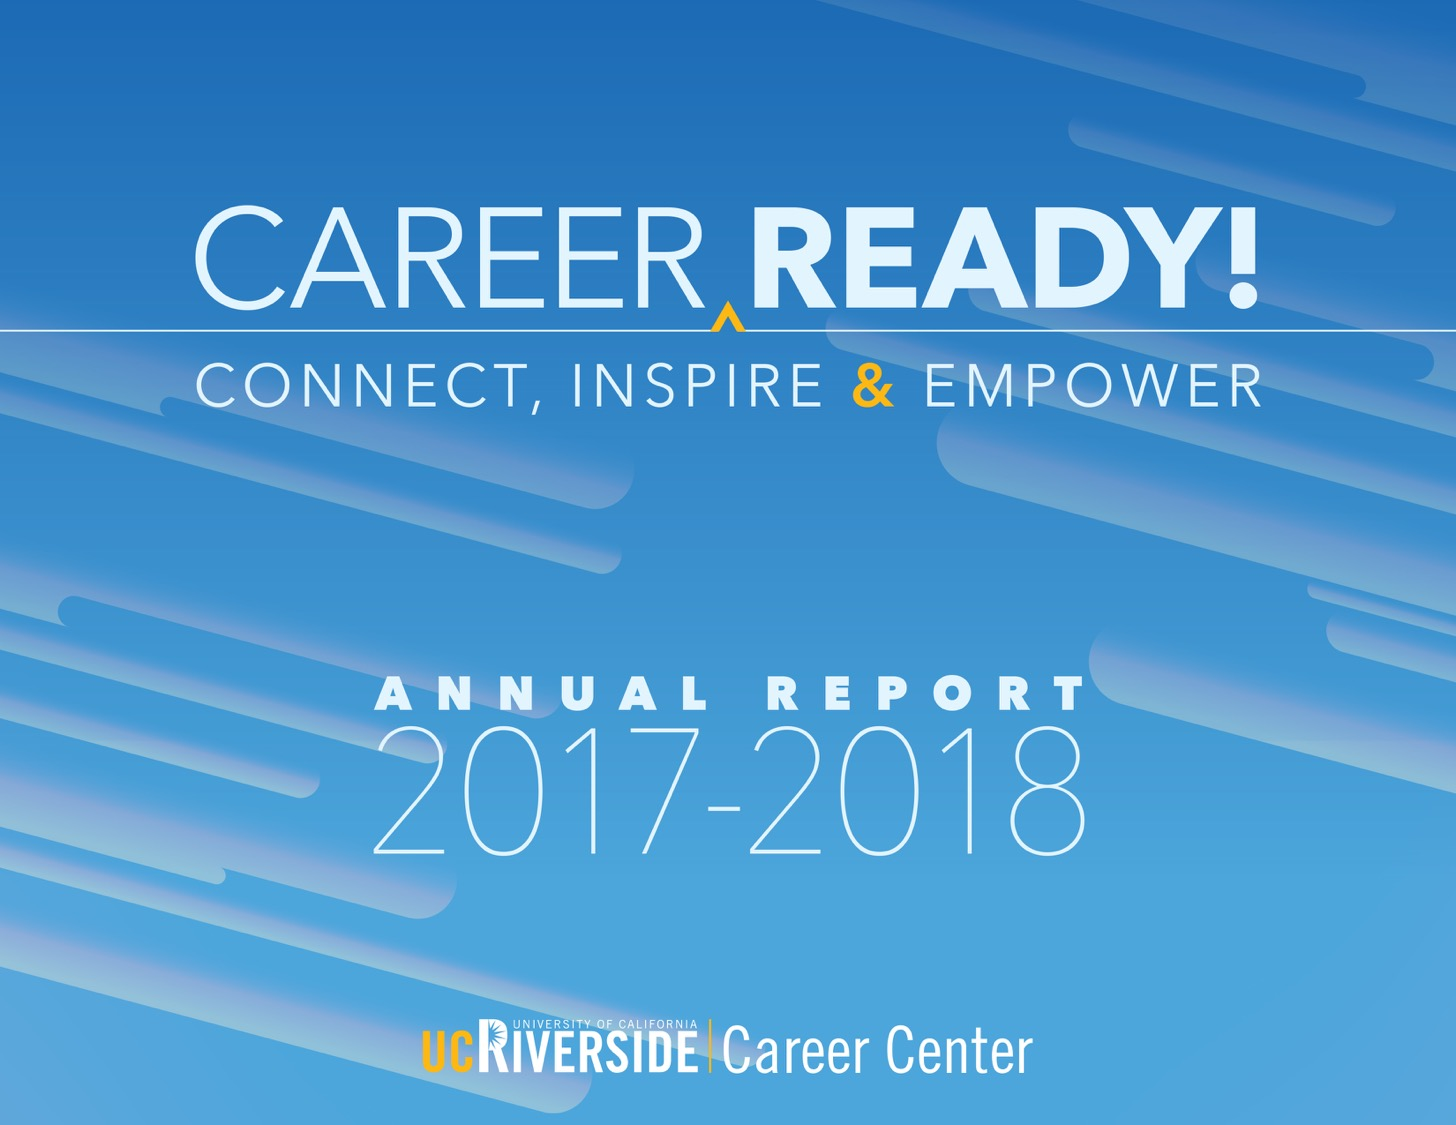 CAREER READY!
CONNECT, INSPIRE & EMPOWER
ANNUAL REPORT
2017-2018
UNIVERSITY OF CALIFORNIA
UCRIVERSIDE | Career Center